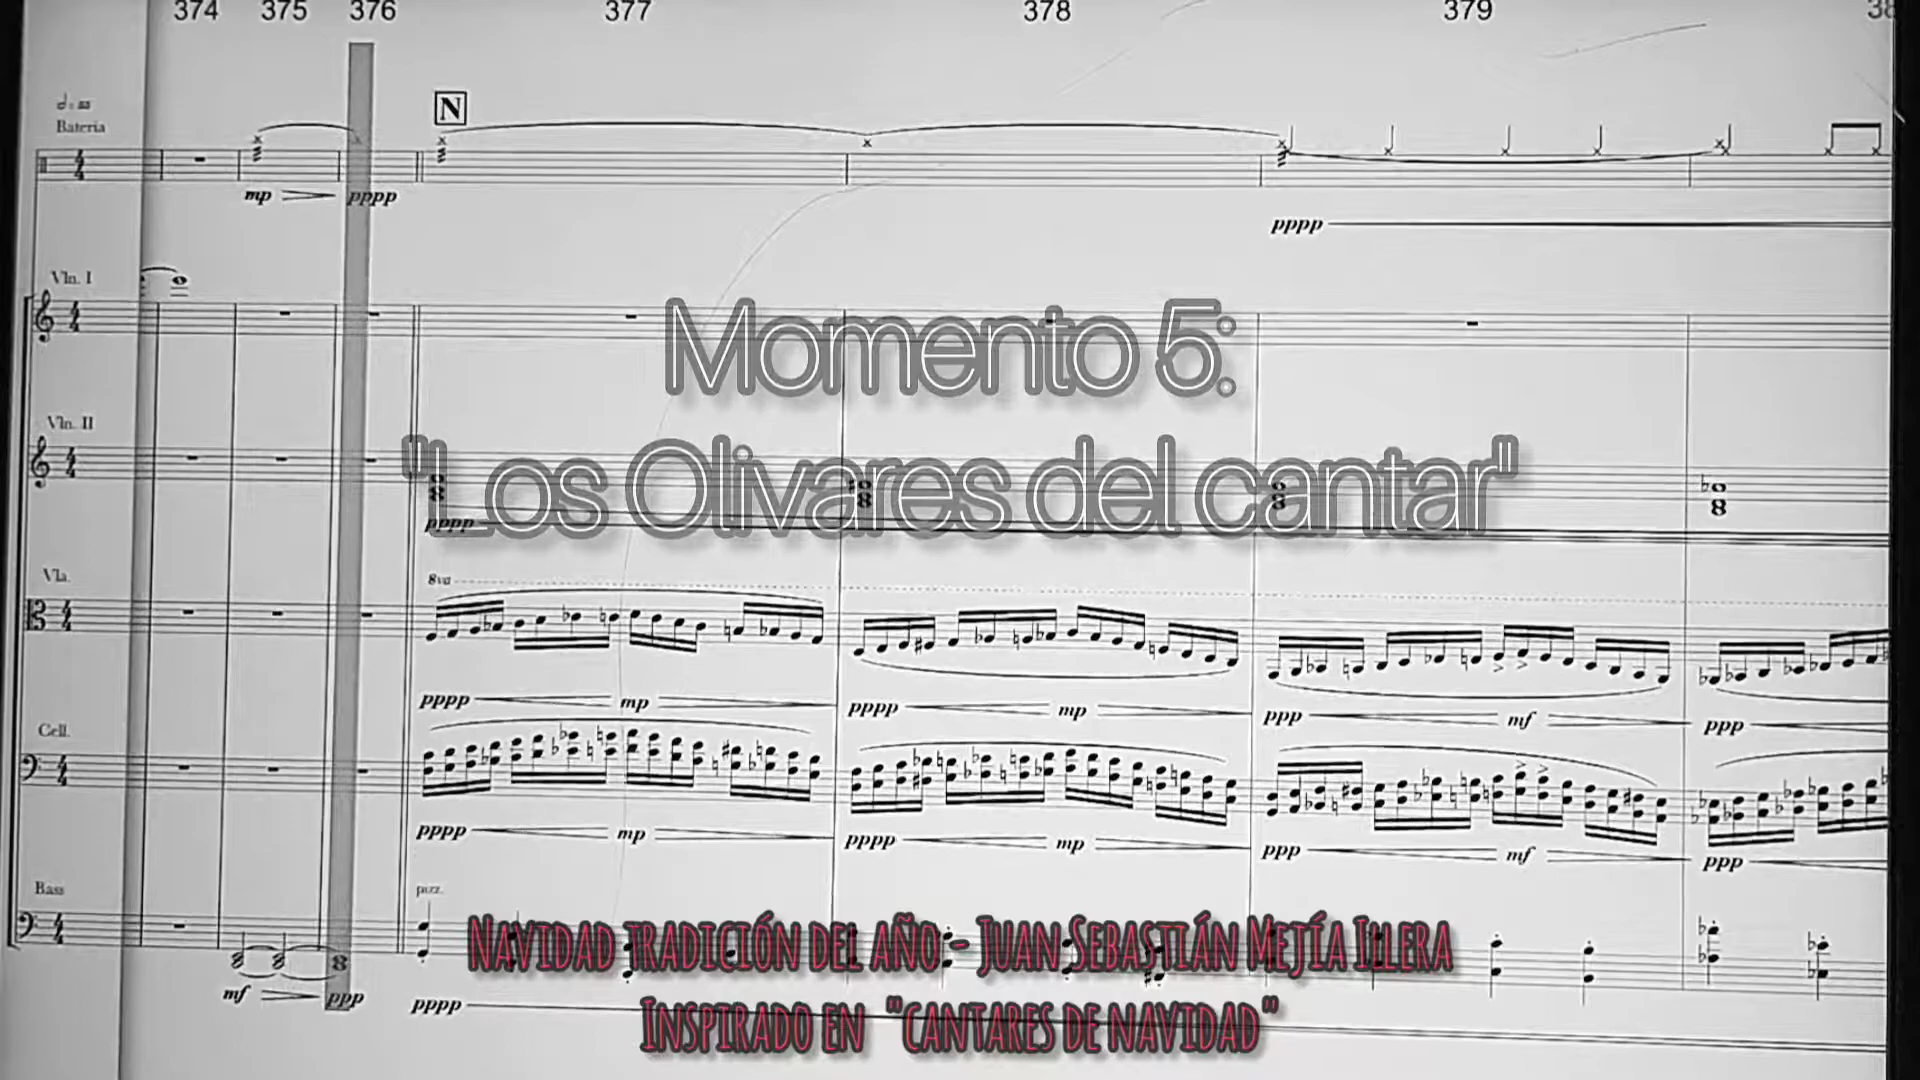 374 375 376 377 378 379
N
Bateria
mp pppp
pppp
Vln. I
Momento 5:
Vln. II
"Los Olivares del cantar"
pppp
Vla.
8va
pppp mp pppp mp ppp mf ppp
Cell.
pppp mp pppp mp ppp mf ppp
Bass
pizz.
Navidad tradición del año - Juan Sebastián Mejía Illera
mf ppp pppp
Inspirado en "cantares de navidad"